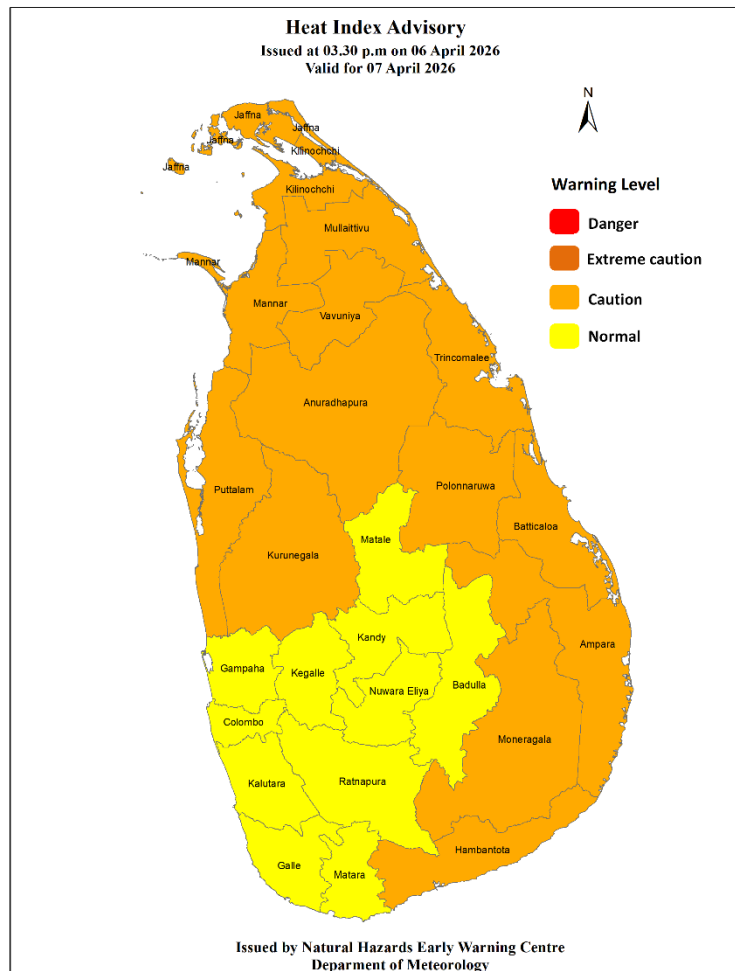 Heat Index Advisory
Issued at 03.30 p.m on 06 April 2026
Valid for 07 April 2026
N
Warning Level
Danger
Extreme caution
Caution
Normal
Jaffna
Jaffna
Jaffna
Kilinochchi
Jaffna
Kilinochchi
Mullaittivu
Mannar
Mannar
Vavuniya
Trincomalee
Anuradhapura
Puttalam
Polonnaruwa
Batticaloa
Matale
Kurunegala
Kandy
Ampara
Gampaha
Kegalle
Nuwara Eliya
Badulla
Colombo
Moneragala
Kalutara
Ratnapura
Hambantota
Galle
Matara
Issued by Natural Hazards Early Warning Centre
Deparment of Meteorology